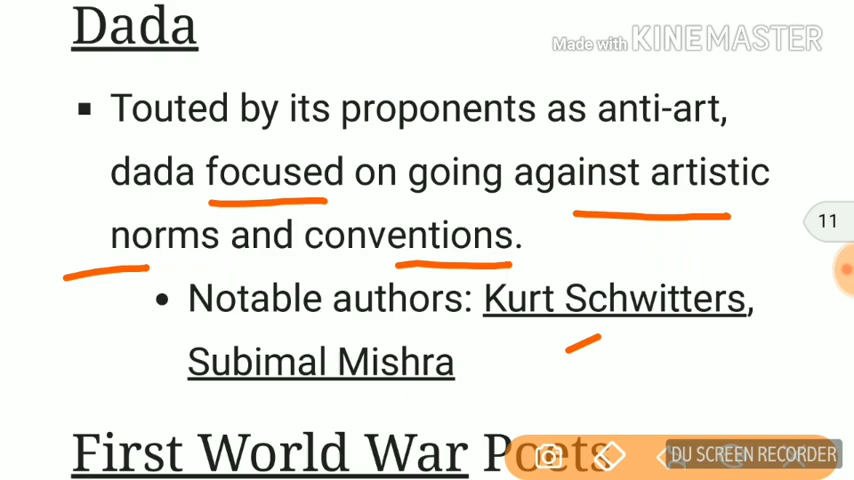 Dada
Made with KINEMASTER
▪ Touted by its proponents as anti-art,
dada focused on going against artistic
norms and conventions.
11
• Notable authors: Kurt Schwitters,
Subimal Mishra
First World War Poets
DU SCREEN RECORDER